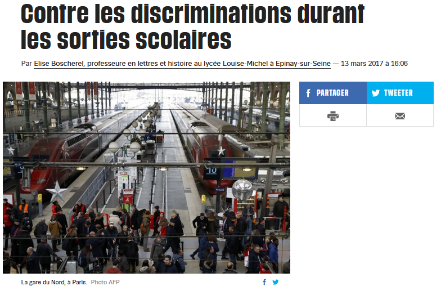 Contre les discriminations durant
les sorties scolaires
Par Elise Boscherel, professeure en lettres et histoire au lycée Louise-Michel à Epinay-sur-Seine — 13 mars 2017 à 16:06
PARTAGER
TWEETER
La gare du Nord, à Paris. Photo AFP